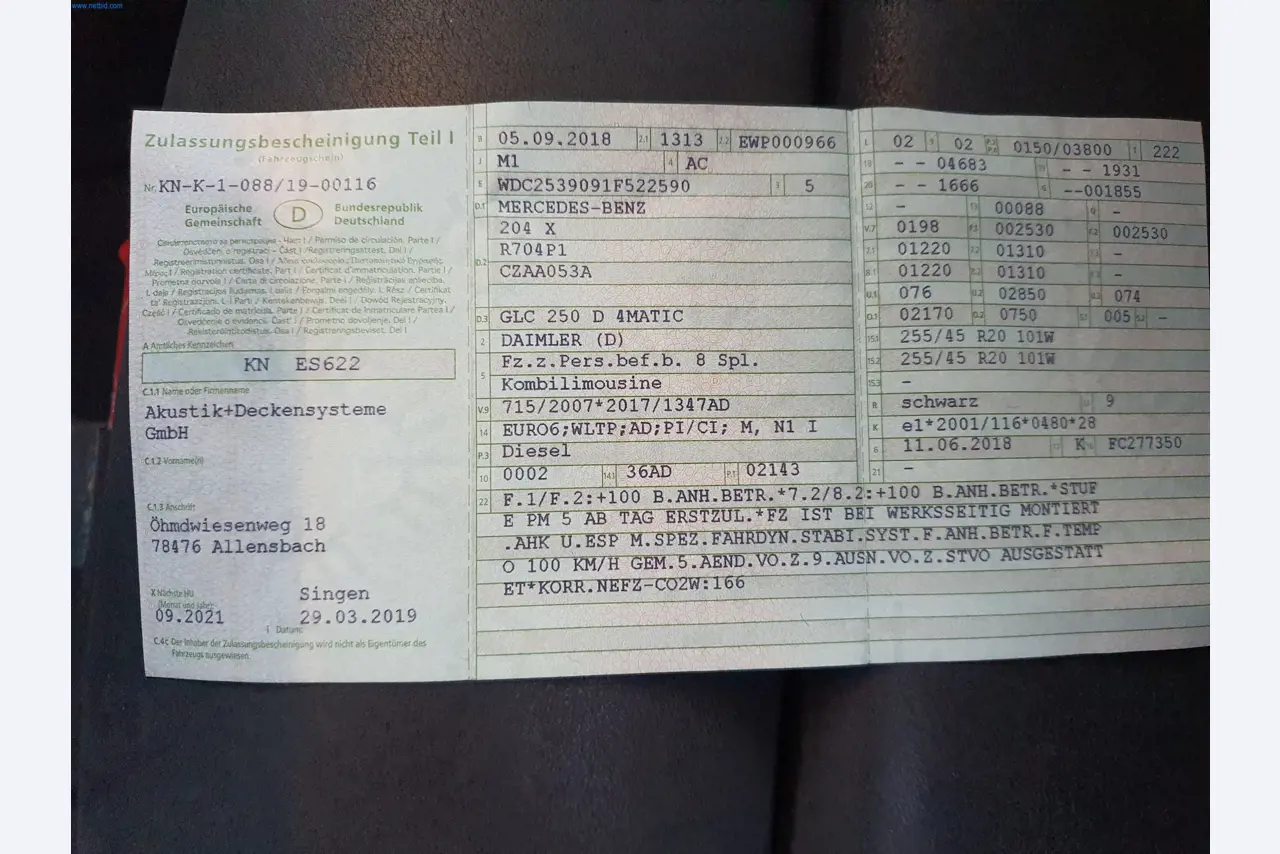 www.netbid.com
Zulassungsbescheinigung Teil I
(Fahrzeugschein)
Nr. KN-K-1-088/19-00116
Europäische Gemeinschaft
D
Bundesrepublik Deutschland
A Amtliches Kennzeichen
KN ES622
C.1.1 Name oder Firmenname
Akustik+Deckensysteme
GmbH
C.1.2 Vorname(n)
C.1.3 Anschrift
Öhmdwiesenweg 18
78476 Allensbach
X Nächste HU
(Monat und Jahr)
09.2021
Singen
29.03.2019
I Datum:
C.4c Der Inhaber der Zulassungsbescheinigung wird nicht als Eigentümer des
Fahrzeugs ausgewiesen.
B 05.09.2018 2.1 1313 2.2 EWP000966
J M1 4 AC
E WDC2539091F522590 3 5
D.1 MERCEDES-BENZ
204 X
D.2 R704P1
CZAA053A
D.3 GLC 250 D 4MATIC
2 DAIMLER (D)
5 Fz.z.Pers.bef.b. 8 Spl.
Kombilimousine
V.9 715/2007*2017/1347AD
14 EURO6;WLTP;AD;PI/CI; M, N1 I
P.3 Diesel
10 0002 14.1 36AD P.1 02143
L 02 9 02 0150/03800 T 222
18 - - 04683 19 - - 1931
20 - - 1666 G --001855
12 - 13 00088 Q -
V.7 0198 F.1 002530 F.2 002530
7.1 01220 7.2 01310 7.3 -
8.1 01220 8.2 01310 8.3 -
U.1 076 U.2 02850 U.3 074
O.1 02170 O.2 0750 S.1 005 S.2 -
15.1 255/45 R20 101W
15.2 255/45 R20 101W
15.3 -
R schwarz 11 9
K e1*2001/116*0480*28
6 11.06.2018 17 K 16 FC277350
21 -
22 F.1/F.2:+100 B.ANH.BETR.*7.2/8.2:+100 B.ANH.BETR.*STUF
E PM 5 AB TAG ERSTZUL.*FZ IST BEI WERKSSEITIG MONTIERT
.AHK U.ESP M.SPEZ.FAHRDYN.STABI.SYST.F.ANH.BETR.F.TEMP
O 100 KM/H GEM.5.AEND.VO.Z.9.AUSN.VO.Z.STVO AUSGESTATT
ET*KORR.NEFZ-CO2W:166